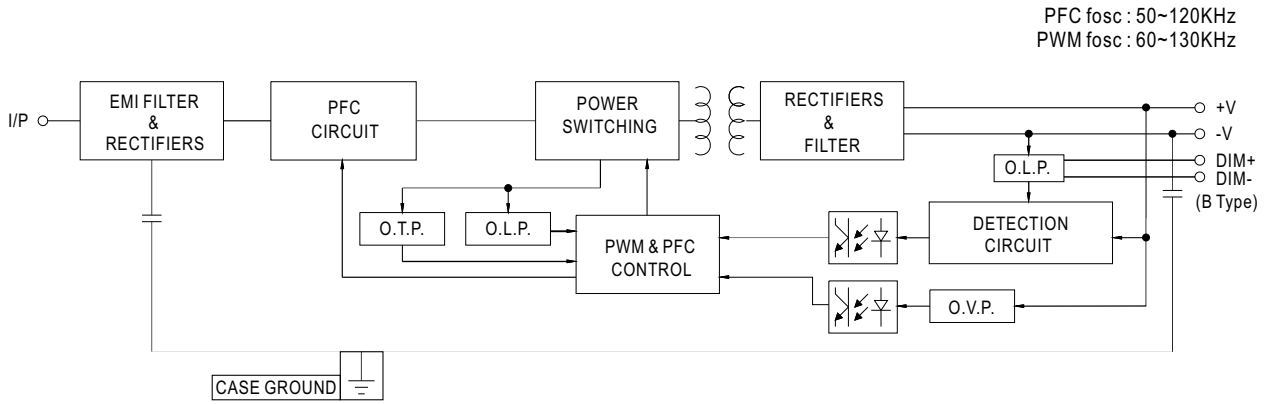 PFC fosc : 50~120KHz
PWM fosc : 60~130KHz
I/P
EMI FILTER
&
RECTIFIERS
PFC
CIRCUIT
POWER
SWITCHING
RECTIFIERS
&
FILTER
+V
-V
DIM+
DIM-
(B Type)
O.L.P.
O.T.P.
O.L.P.
PWM & PFC
CONTROL
DETECTION
CIRCUIT
O.V.P.
CASE GROUND